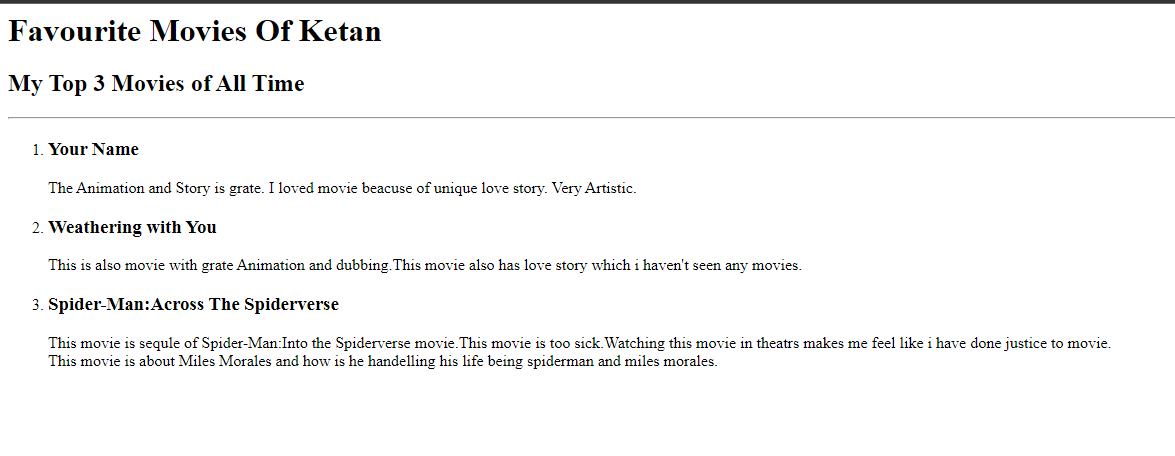 Favourite Movies Of Ketan
My Top 3 Movies of All Time
1. Your Name
The Animation and Story is grate. I loved movie beacuse of unique love story. Very Artistic.
2. Weathering with You
This is also movie with grate Animation and dubbing.This movie also has love story which i haven't seen any movies.
3. Spider-Man:Across The Spiderverse
This movie is sequle of Spider-Man:Into the Spiderverse movie.This movie is too sick.Watching this movie in theatrs makes me feel like i have done justice to movie.
This movie is about Miles Morales and how is he handelling his life being spiderman and miles morales.